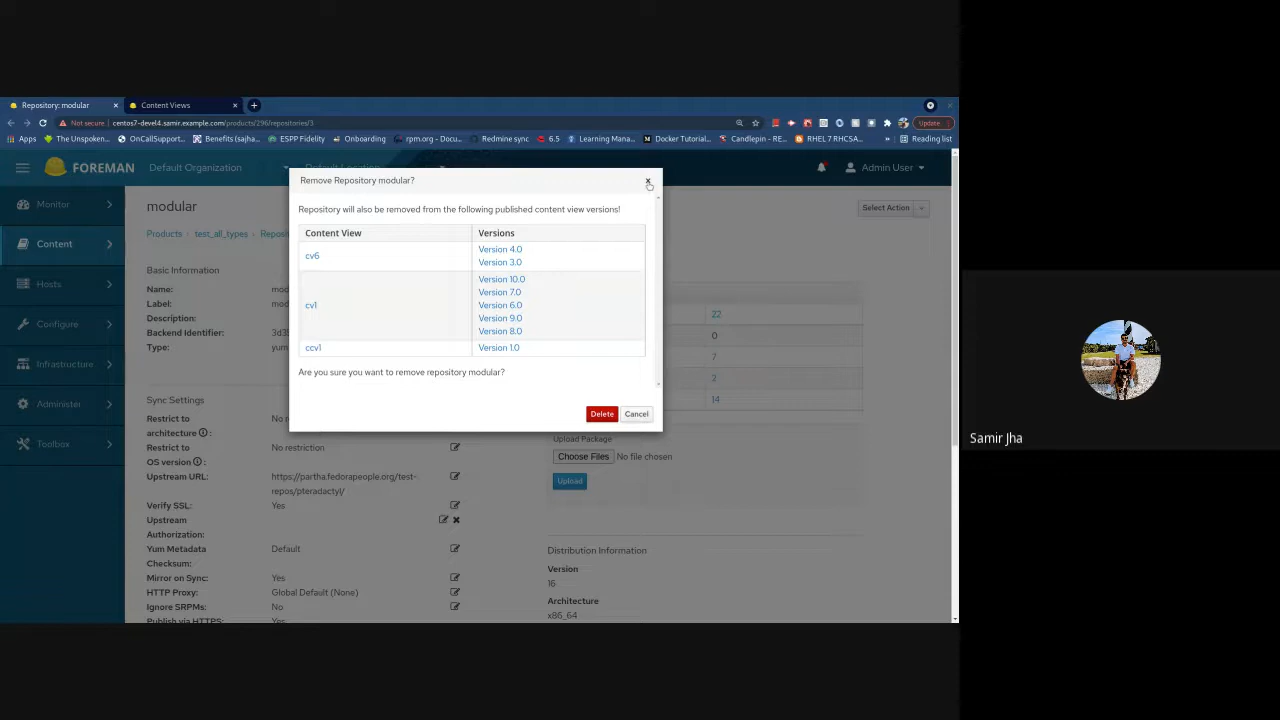 Repository: modular
Content Views
Not secure
centos7-devel4.samir.example.com/products/296/repositories/3
Update
Apps
The Unspoken...
OnCallSupport...
Benefits (sajha...
ESPP Fidelity
Onboarding
rpm.org - Docu...
Redmine sync
6.5
Learning Mana...
Docker Tutorial...
Candlepin - RE...
RHEL 7 RHCSA...
»
Reading list
FOREMAN
Default Organization
Default Location
Admin User
Monitor
Content
Hosts
Configure
Infrastructure
Administer
Toolbox
modular
Select Action
Products
test_all_types
Basic Information
Name:
Label:
Description:
Backend Identifier:
Type:
yum
22
0
7
2
14
Remove Repository modular?
x
Repository will also be removed from the following published content view versions!
Content View
Versions
cv6
Version 4.0
Version 3.0
cv1
Version 10.0
Version 7.0
Version 6.0
Version 9.0
Version 8.0
ccv1
Version 1.0
Are you sure you want to remove repository modular?
Delete
Cancel
Sync Settings
Restrict to
architecture :
Restrict to
OS version :
No restriction
Upstream URL:
https://partha.fedorapeople.org/test-
repos/pteradactyl/
Verify SSL:
Yes
Upstream
Authorization:
Yum Metadata
Checksum:
Default
Mirror on Sync:
Yes
HTTP Proxy:
Global Default (None)
Ignore SRPMs:
No
Publish via HTTPS:
Yes
Upload Package
Choose Files
No file chosen
Upload
Distribution Information
Version
16
Architecture
x86_64
Samir Jha